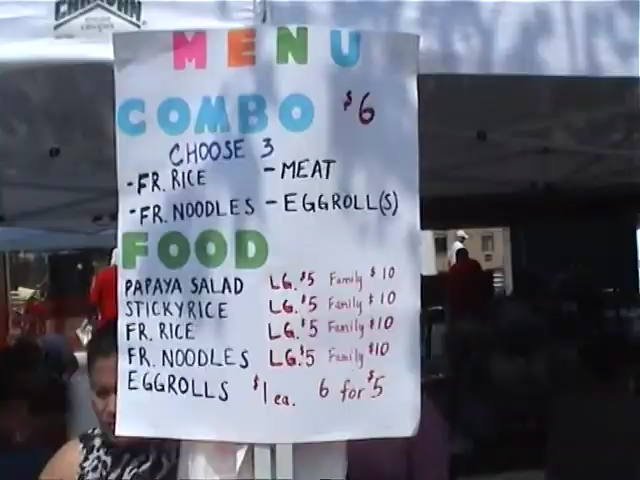 MENU
COMBO $6
CHOOSE 3
-FR. RICE -MEAT
-FR. NOODLES -EGGROLL(S)
FOOD
PAPAYA SALAD LG. $5 Family $10
STICKYRICE LG. $5 Family $10
FR. RICE LG. $5 Family $10
FR. NOODLES LG. $5 Family $10
EGGROLLS $1 ea. 6 for $5